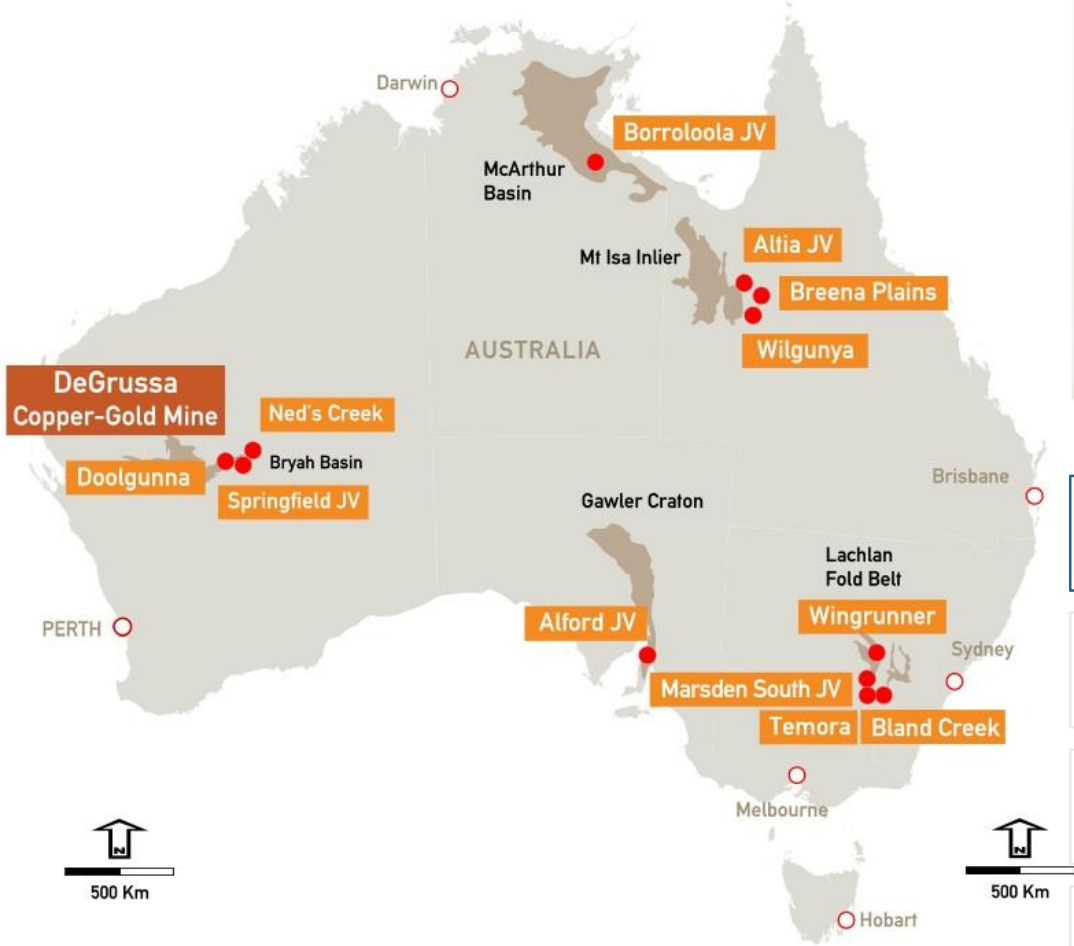 Darwin
Borroloola JV
McArthur
Basin
Altia JV
Mt Isa Inlier
Breena Plains
AUSTRALIA
Wilgunya
DeGrussa
Copper-Gold Mine
Ned's Creek
Bryah Basin
Doolgunna
Springfield JV
Brisbane
Gawler Craton
Lachlan
Fold Belt
Wingrunner
Alford JV
PERTH
Sydney
Marsden South JV
Temora
Bland Creek
Melbourne
N
500 Km
N
500 Km
Hobart